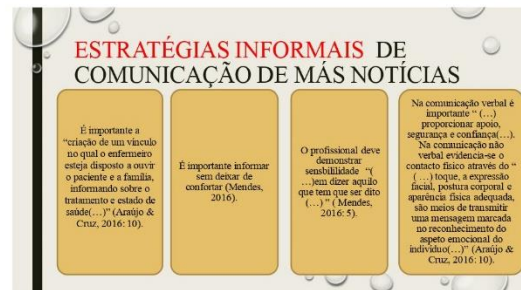 ESTRATÉGIAS INFORMAIS DE
COMUNICAÇÃO DE MÁS NOTÍCIAS
É importante a
“criação de um vínculo
no qual o enfermeiro
esteja disposto a ouvir
o paciente e a família,
informando sobre o
tratamento e estado de
saúde(…)” (Araújo &
Cruz, 2016: 10).
É importante informar
sem deixar de
confortar (Mendes,
2016).
O profissional deve
demonstrar
sensbililidade “(
…)em dizer aquilo
que tem que ser dito
(…) ” ( Mendes,
2016: 5).
Na comunicação verbal é
importante “ (…)
proporcionar apoio,
segurança e confiança(…).
Na comunicação não
verbal evidencia-se o
contacto físico através do “
( …) toque, a expressão
facial, postura corporal e
aparência física adequada,
são meios de transmitir
uma mensagem marcada
no reconhecimento do
aspeto emocional do
indivíduo(…)” (Araújo &
Cruz, 2016: 10).